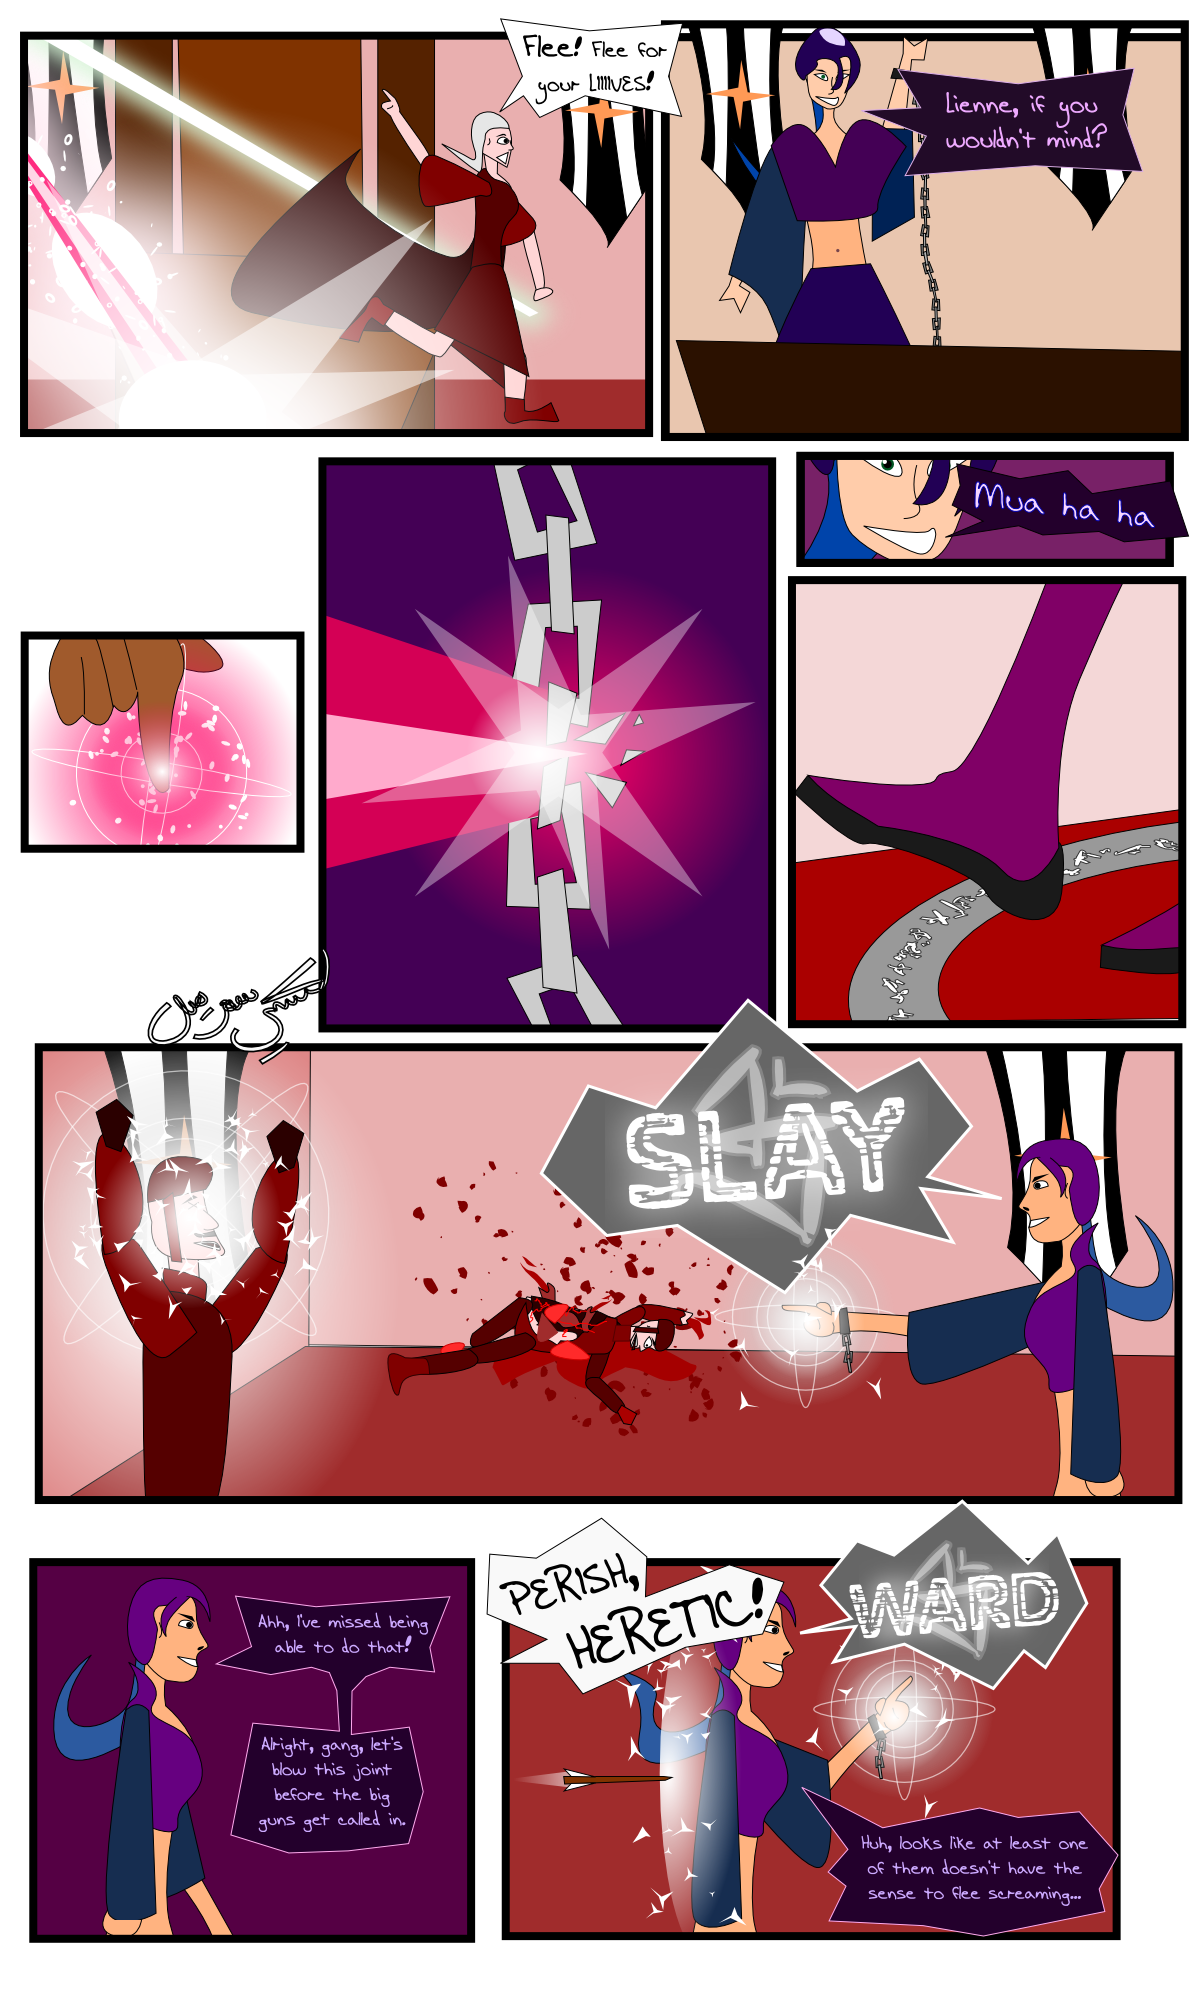 Flee! Flee for
your LIIIIVES!
Lienne, if you
wouldn't mind?
Mua ha ha
SLAY
Ahh, I've missed being
able to do that!
Alright, gang, let's
blow this joint
before the big
guns get called in.
PERISH,
HERETIC!
WARD
Huh, looks like at least one
of them doesn't have the
sense to flee screaming...